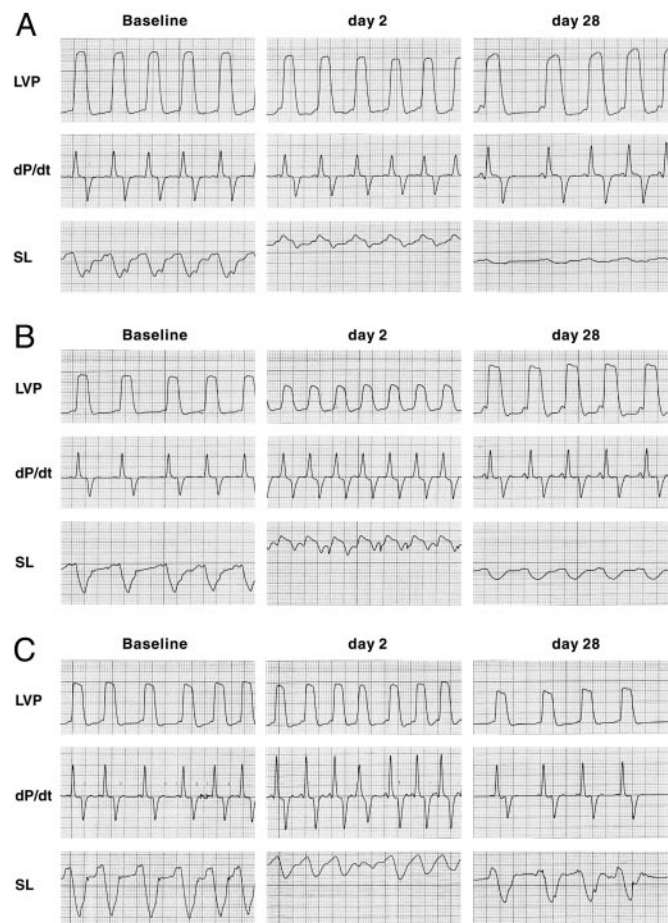 A
Baseline day 2 day 28
LVP
dP/dt
SL
B
Baseline day 2 day 28
LVP
dP/dt
SL
C
Baseline day 2 day 28
LVP
dP/dt
SL